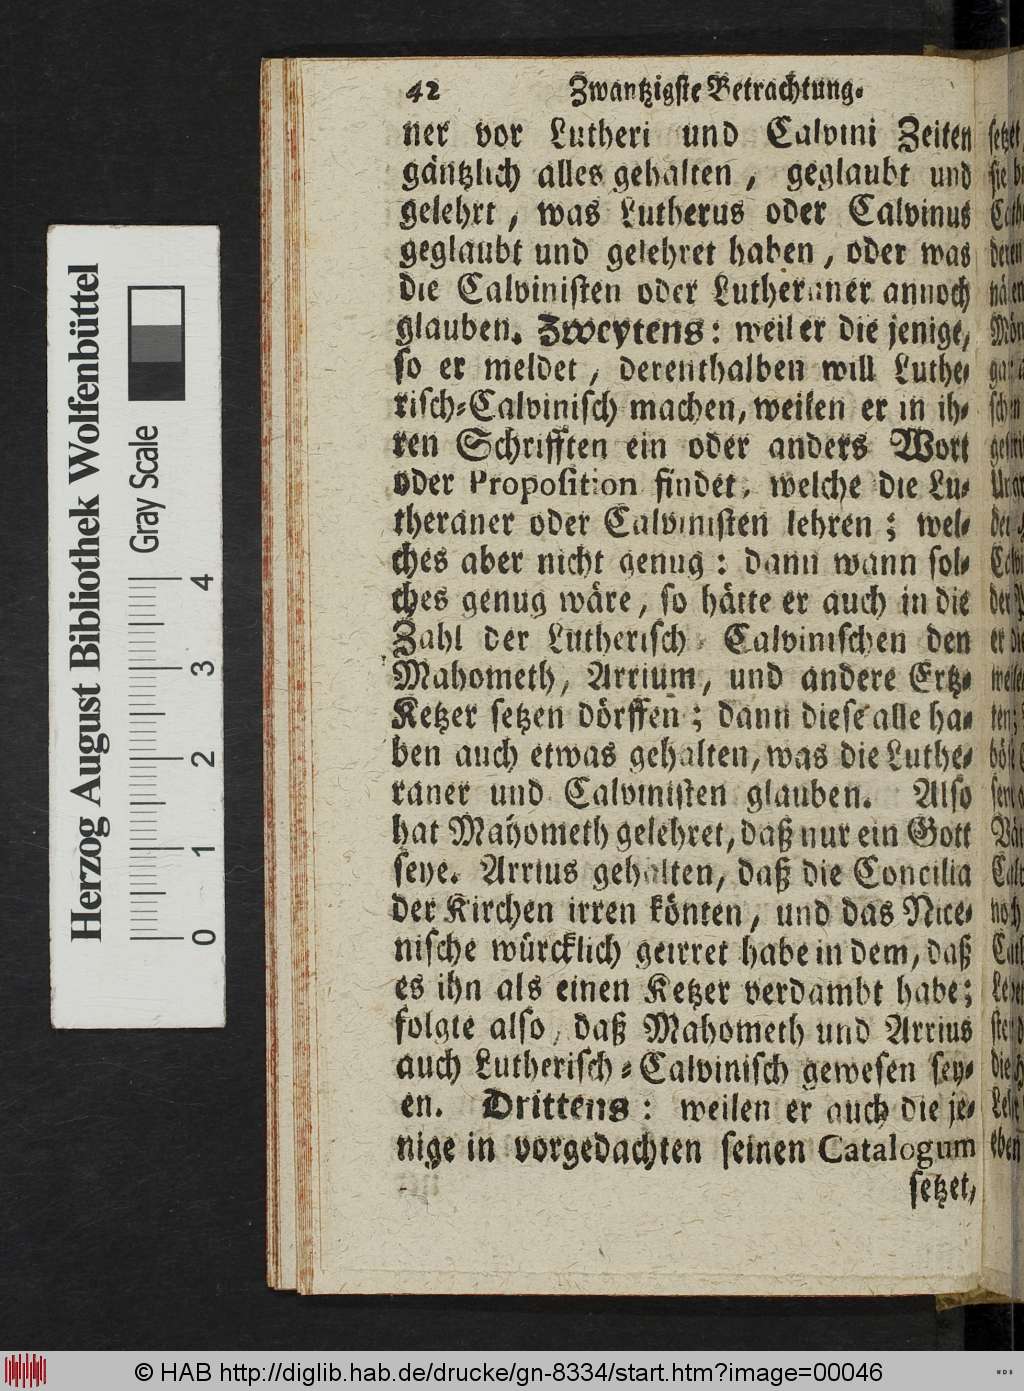 42 Zwantzigste Betrachtung.
ner vor Lutheri und Calvini Zeiten
gäntzlich alles gehalten, geglaubt und
gelehrt, was Lutherus oder Calvinus
geglaubt und gelehret haben, oder was
die Calvinisten oder Lutheraner annoch
glauben. Zweytens: weil er die jenige,
so er meldet, derenthalben will Luthe-
risch-Calvinisch machen, weilen er in ih-
ren Schrifften ein oder anders Wort
oder Proposition findet, welche die Lu-
theraner oder Calvinisten lehren; wel-
ches aber nicht genug: dann wann sol-
ches genug wäre, so hätte er auch in die
Zahl der Lutherisch-Calvinischen den
Mahometh, Arrium, und andere Ertz-
Ketzer setzen dörffen; dann diese alle ha-
ben auch etwas gehalten, was die Luthe-
raner und Calvinisten glauben. Also
hat Mahometh gelehret, daß nur ein Gott
seye. Arrius gehalten, daß die Concilia
der Kirchen irren könten, und das Nice-
nische würcklich geirret habe in dem, daß
es ihn als einen Ketzer verdambt habe;
folgte also, daß Mahometh und Arrius
auch Lutherisch-Calvinisch gewesen sey-
en. Drittens: weilen er auch die je-
nige in vorgedachten seinen Catalogum
setzet,
Herzog August Bibliothek Wolfenbüttel
Gray Scale
0 1 2 3 4
© HAB http://diglib.hab.de/drucke/gn-8334/start.htm?image=00046